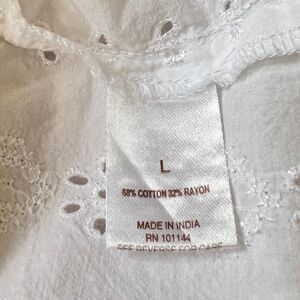 L
68% COTTON 32% RAYON
MADE IN INDIA
RN 101144
SEE REVERSE FOR CARE